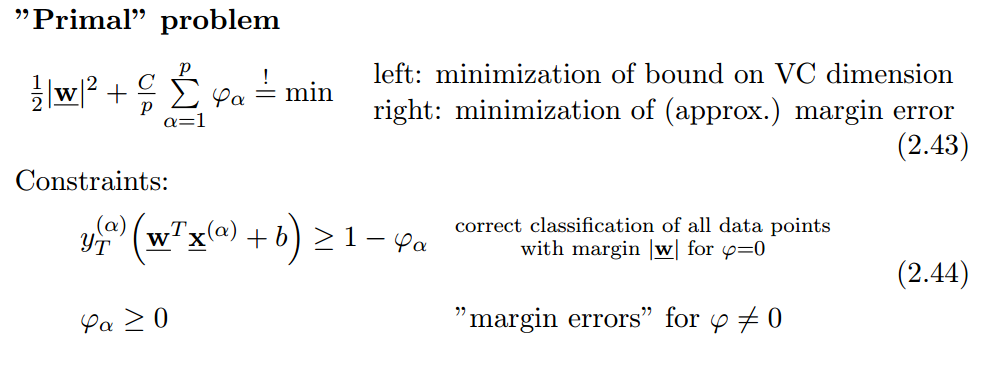 ”Primal” problem
$\frac{1}{2}|\underline{\mathbf{w}}|^2 + \frac{C}{p} \sum_{\alpha=1}^{p} \varphi_\alpha \stackrel{!}{=} \min$ left: minimization of bound on VC dimension
right: minimization of (approx.) margin error
(2.43)
Constraints:
$y_T^{(\alpha)} \left( \underline{\mathbf{w}}^T \underline{\mathbf{x}}^{(\alpha)} + b \right) \geq 1 - \varphi_\alpha$ correct classification of all data points
with margin $|\underline{\mathbf{w}}|$ for $\varphi$=0
(2.44)
$\varphi_\alpha \geq 0$ ”margin errors” for $\varphi \neq 0$